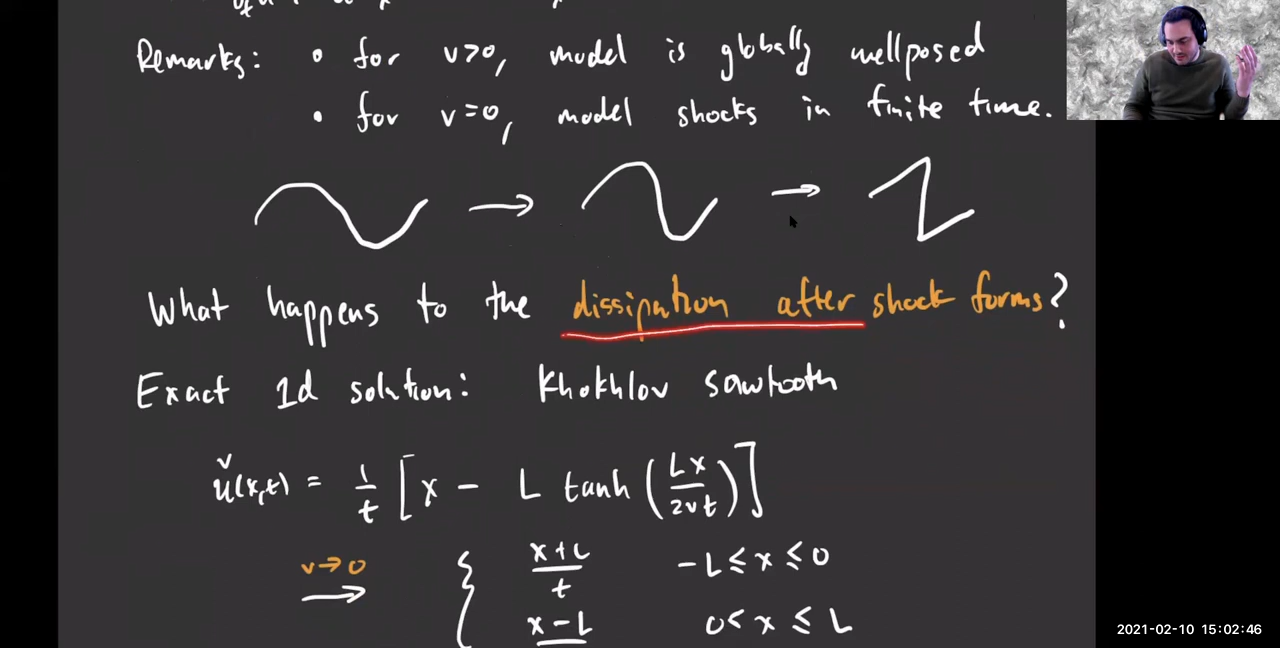 Remarks: • for ν>0, model is globally wellposed
• for ν=0, model shocks in finite time.
What happens to the dissipation after shock forms?
Exact 1d solution: Khokhlov sawtooth
u^ν(x,t) = 1/t [x - L tanh (Lx/2νt)]
ν→0 → { x+L/t -L≤x≤0
x-L 0<x≤L
2021-02-10 15:02:46